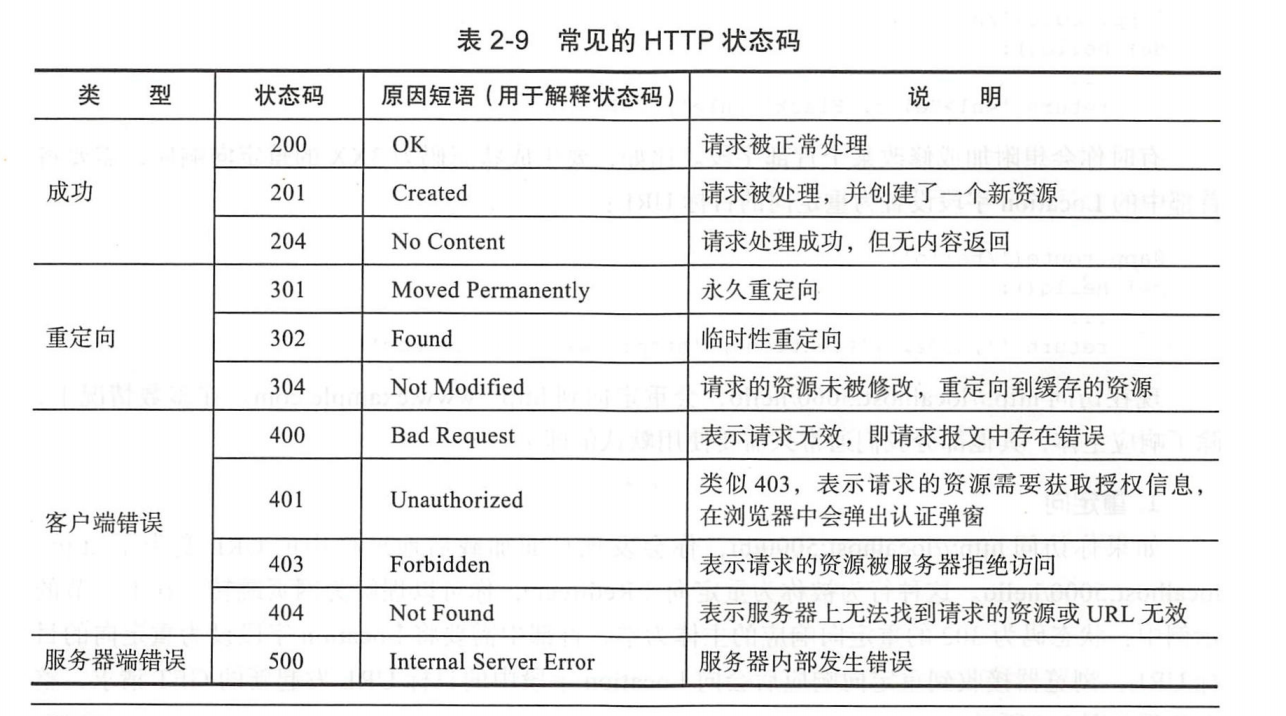 表 2-9 常见的 HTTP 状态码
类 型 状态码 原因短语（用于解释状态码） 说 明
成功 200 OK 请求被正常处理
201 Created 请求被处理，并创建了一个新资源
204 No Content 请求处理成功，但无内容返回
重定向 301 Moved Permanently 永久重定向
302 Found 临时性重定向
304 Not Modified 请求的资源未被修改，重定向到缓存的资源
客户端错误 400 Bad Request 表示请求无效，即请求报文中存在错误
401 Unauthorized 类似 403，表示请求的资源需要获取授权信息，
在浏览器中会弹出认证弹窗
403 Forbidden 表示请求的资源被服务器拒绝访问
404 Not Found 表示服务器上无法找到请求的资源或 URL 无效
服务器端错误 500 Internal Server Error 服务器内部发生错误